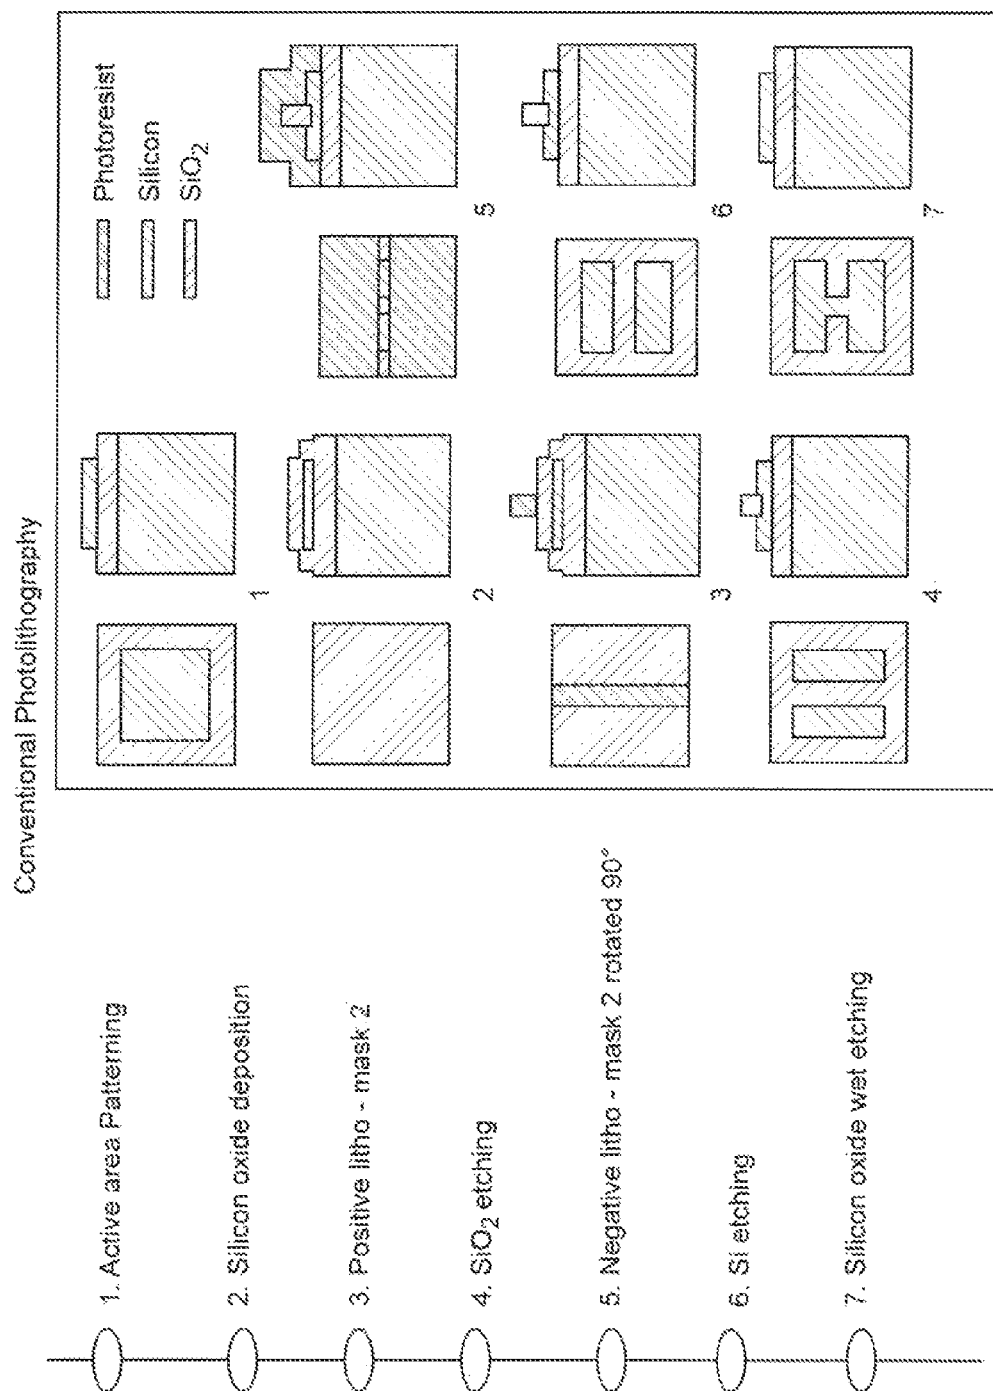 Conventional Photolithography
1. Active area Patterning
2. Silicon oxide deposition
3. Positive litho - mask 2
4. SiO₂ etching
5. Negative litho - mask 2 rotated 90°
6. Si etching
7. Silicon oxide wet etching
Photoresist
Silicon
SiO₂
1
2
3
4
5
6
7